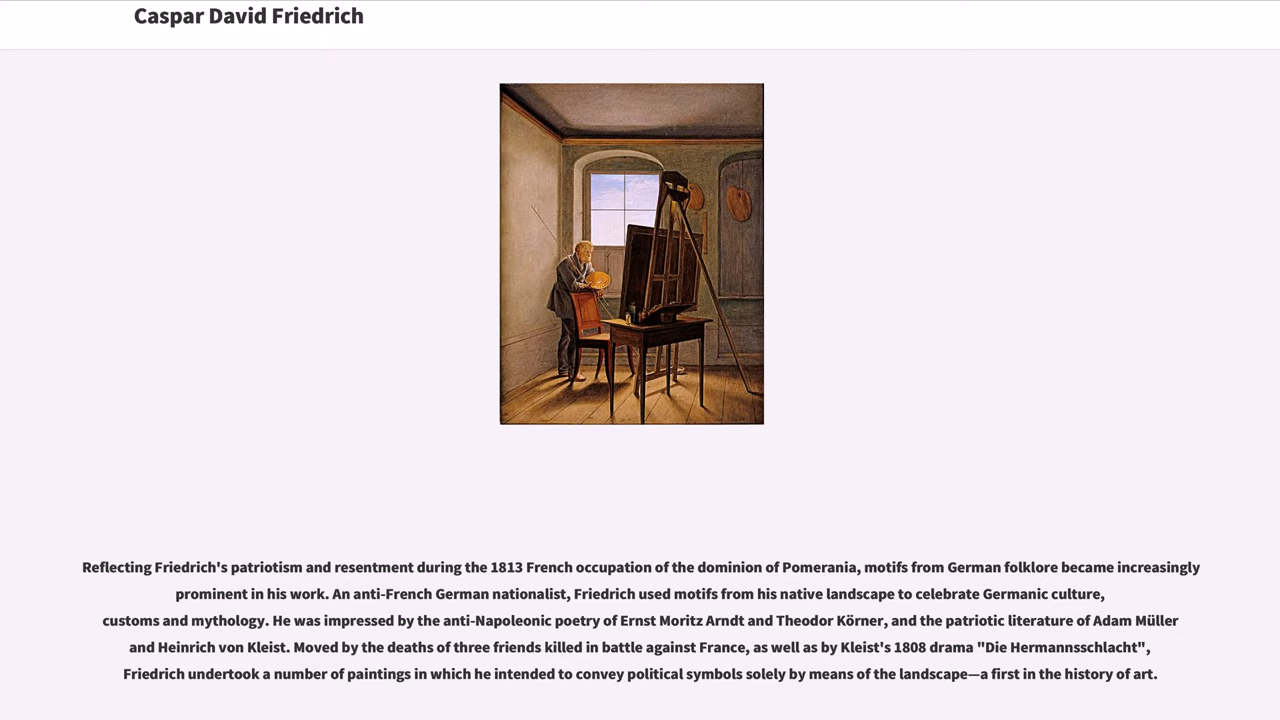 Caspar David Friedrich
Reflecting Friedrich's patriotism and resentment during the 1813 French occupation of the dominion of Pomerania, motifs from German folklore became increasingly
prominent in his work. An anti-French German nationalist, Friedrich used motifs from his native landscape to celebrate Germanic culture,
customs and mythology. He was impressed by the anti-Napoleonic poetry of Ernst Moritz Arndt and Theodor Körner, and the patriotic literature of Adam Müller
and Heinrich von Kleist. Moved by the deaths of three friends killed in battle against France, as well as by Kleist's 1808 drama "Die Hermannsschlacht",
Friedrich undertook a number of paintings in which he intended to convey political symbols solely by means of the landscape—a first in the history of art.